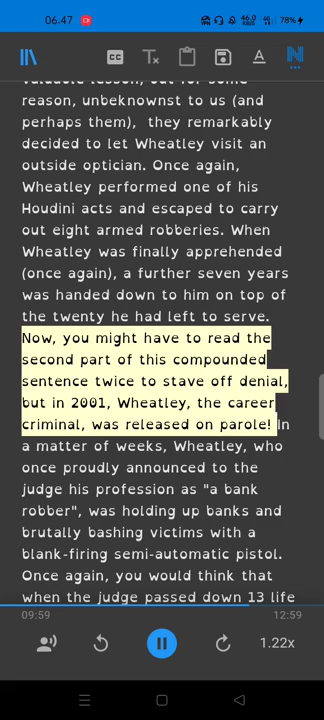 06.47
46.0
KB/S
78%
CC
valuable lesson, but for some
reason, unbeknownst to us (and
perhaps them),  they remarkably
decided to let Wheatley visit an
outside optician. Once again,
Wheatley performed one of his
Houdini acts and escaped to carry
out eight armed robberies. When
Wheatley was finally apprehended
(once again), a further seven years
was handed down to him on top of
the twenty he had left to serve.
Now, you might have to read the
second part of this compounded
sentence twice to stave off denial,
but in 2001, Wheatley, the career
criminal, was released on parole! In
a matter of weeks, Wheatley, who
once proudly announced to the
judge his profession as "a bank
robber", was holding up banks and
brutally bashing victims with a
blank-firing semi-automatic pistol.
Once again, you would think that
when the judge passed down 13 life
09:59
12:59
1.22x